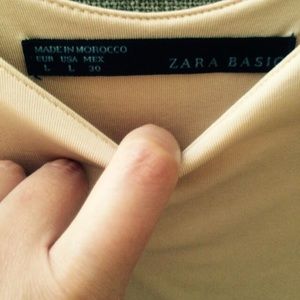 MADE IN MOROCCO
EUR USA MEX
L L 30
ZARA BASIC